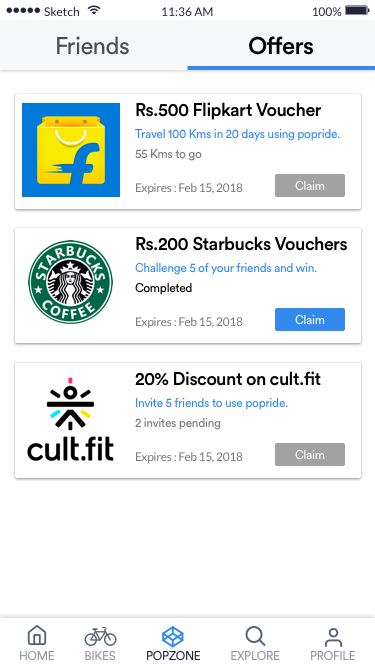 Sketch 11:36 AM 100%
Friends Offers
Rs.500 Flipkart Voucher
Travel 100 Kms in 20 days using popride.
55 Kms to go
Expires : Feb 15, 2018 Claim
STARBUCKS
COFFEE
Rs.200 Starbucks Vouchers
Challenge 5 of your friends and win.
Completed
Expires : Feb 15, 2018 Claim
cult.fit
20% Discount on cult.fit
Invite 5 friends to use popride.
2 invites pending
Expires : Feb 15, 2018 Claim
HOME BIKES POPZONE EXPLORE PROFILE